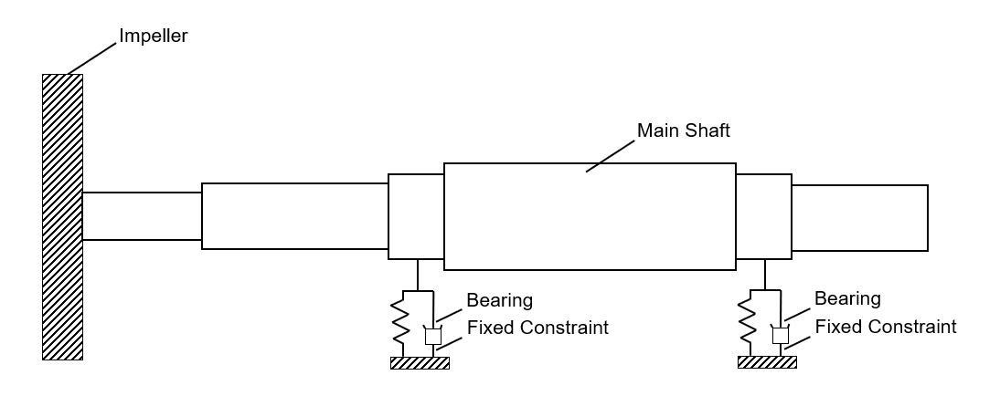 Impeller
Main Shaft
Bearing
Fixed Constraint
Bearing
Fixed Constraint